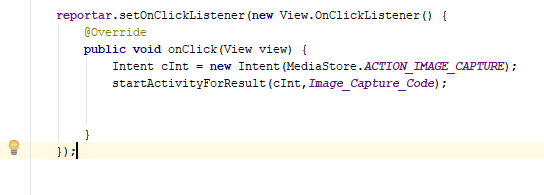 reportar.setOnClickListener(new View.OnClickListener() {
@Override
public void onClick(View view) {
Intent cInt = new Intent(MediaStore.ACTION_IMAGE_CAPTURE);
startActivityForResult(cInt,Image_Capture_Code);
}
});